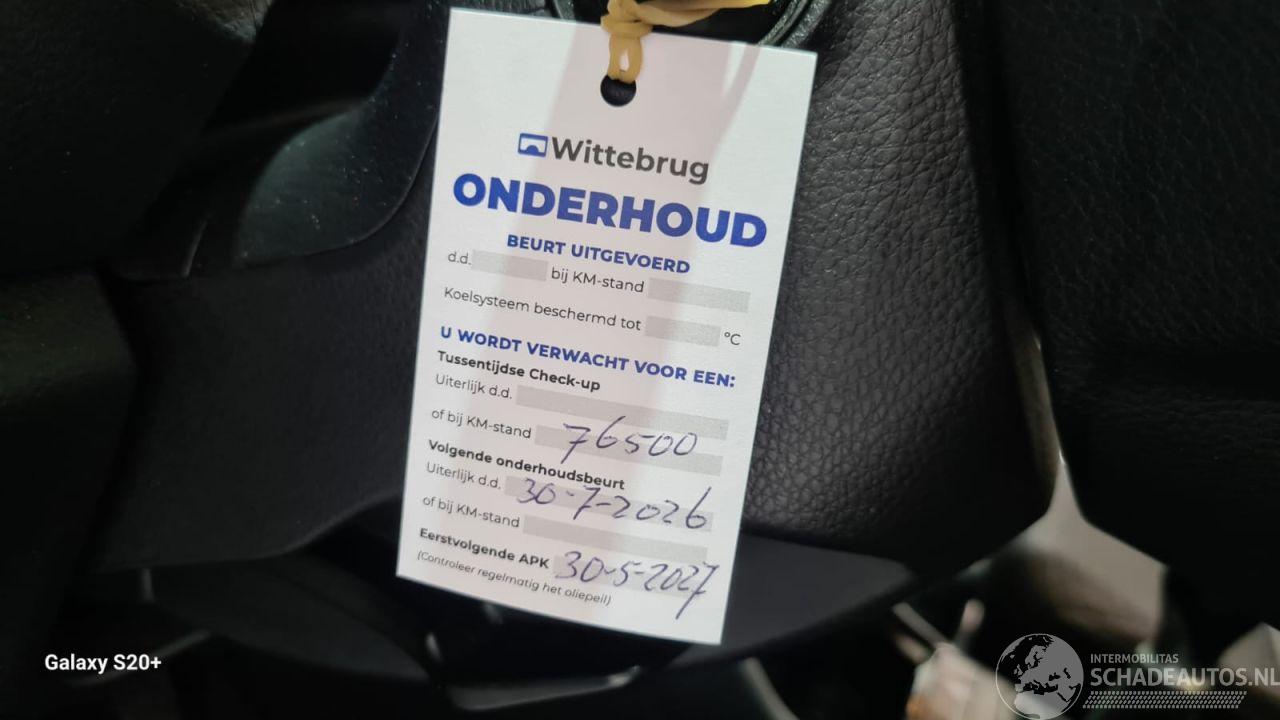 Wittebrug
ONDERHOUD
BEURT UITGEVOERD
d.d. bij KM-stand
Koelsysteem beschermd tot °C
U WORDT VERWACHT VOOR EEN:
Tussentijdse Check-up
Uiterlijk d.d.
of bij KM-stand 76500
Volgende onderhoudsbeurt
Uiterlijk d.d. 30-7-2026
of bij KM-stand
Eerstvolgende APK 30-5-2027
(Controleer regelmatig het oliepeil)
Galaxy S20+
INTERMOBILITAS
SCHADEAUTOS.NL